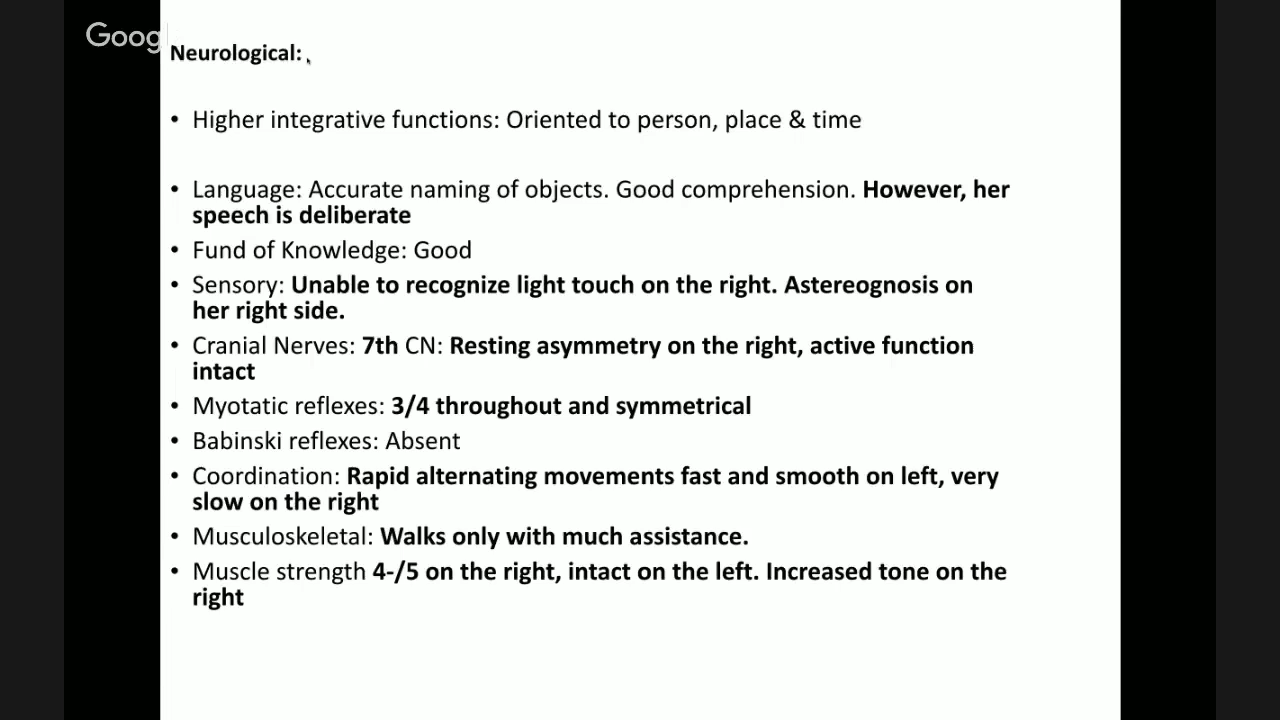 Goog
Neurological:
• Higher integrative functions: Oriented to person, place & time
• Language: Accurate naming of objects. Good comprehension. However, her
speech is deliberate
• Fund of Knowledge: Good
• Sensory: Unable to recognize light touch on the right. Astereognosis on
her right side.
• Cranial Nerves: 7th CN: Resting asymmetry on the right, active function
intact
• Myotatic reflexes: 3/4 throughout and symmetrical
• Babinski reflexes: Absent
• Coordination: Rapid alternating movements fast and smooth on left, very
slow on the right
• Musculoskeletal: Walks only with much assistance.
• Muscle strength 4-/5 on the right, intact on the left. Increased tone on the
right